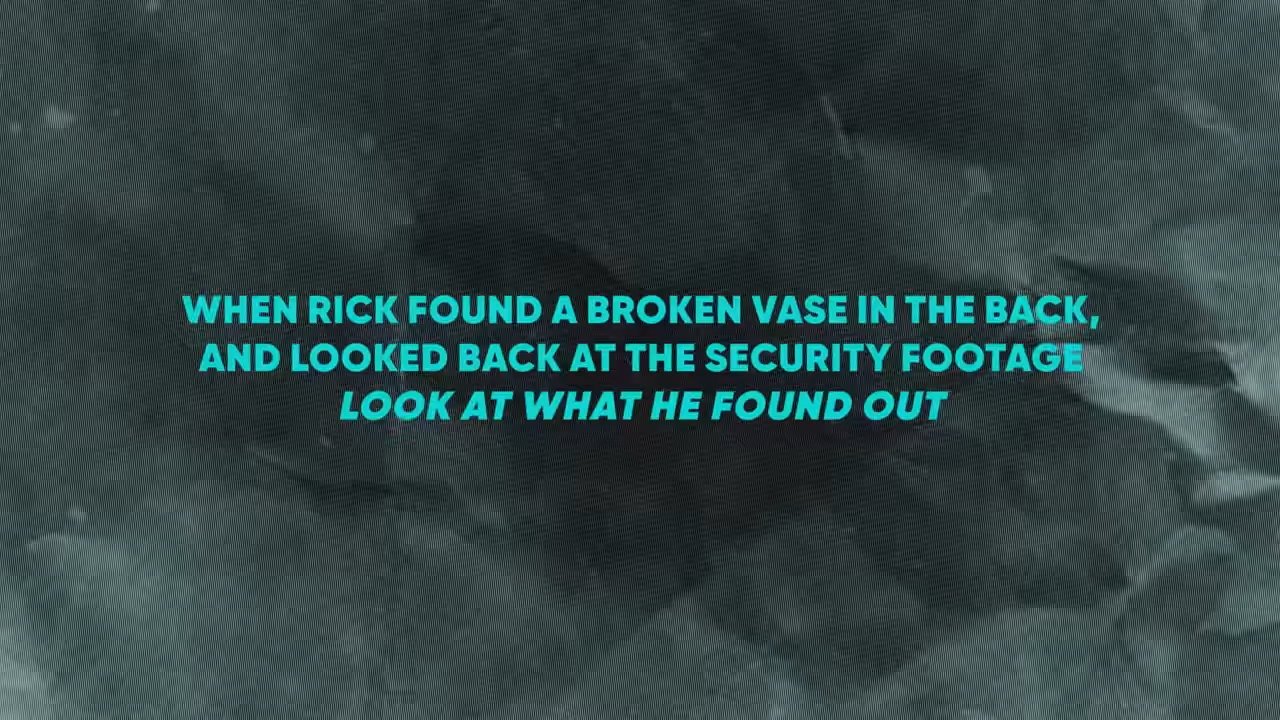 WHEN RICK FOUND A BROKEN VASE IN THE BACK,
AND LOOKED BACK AT THE SECURITY FOOTAGE
LOOK AT WHAT HE FOUND OUT